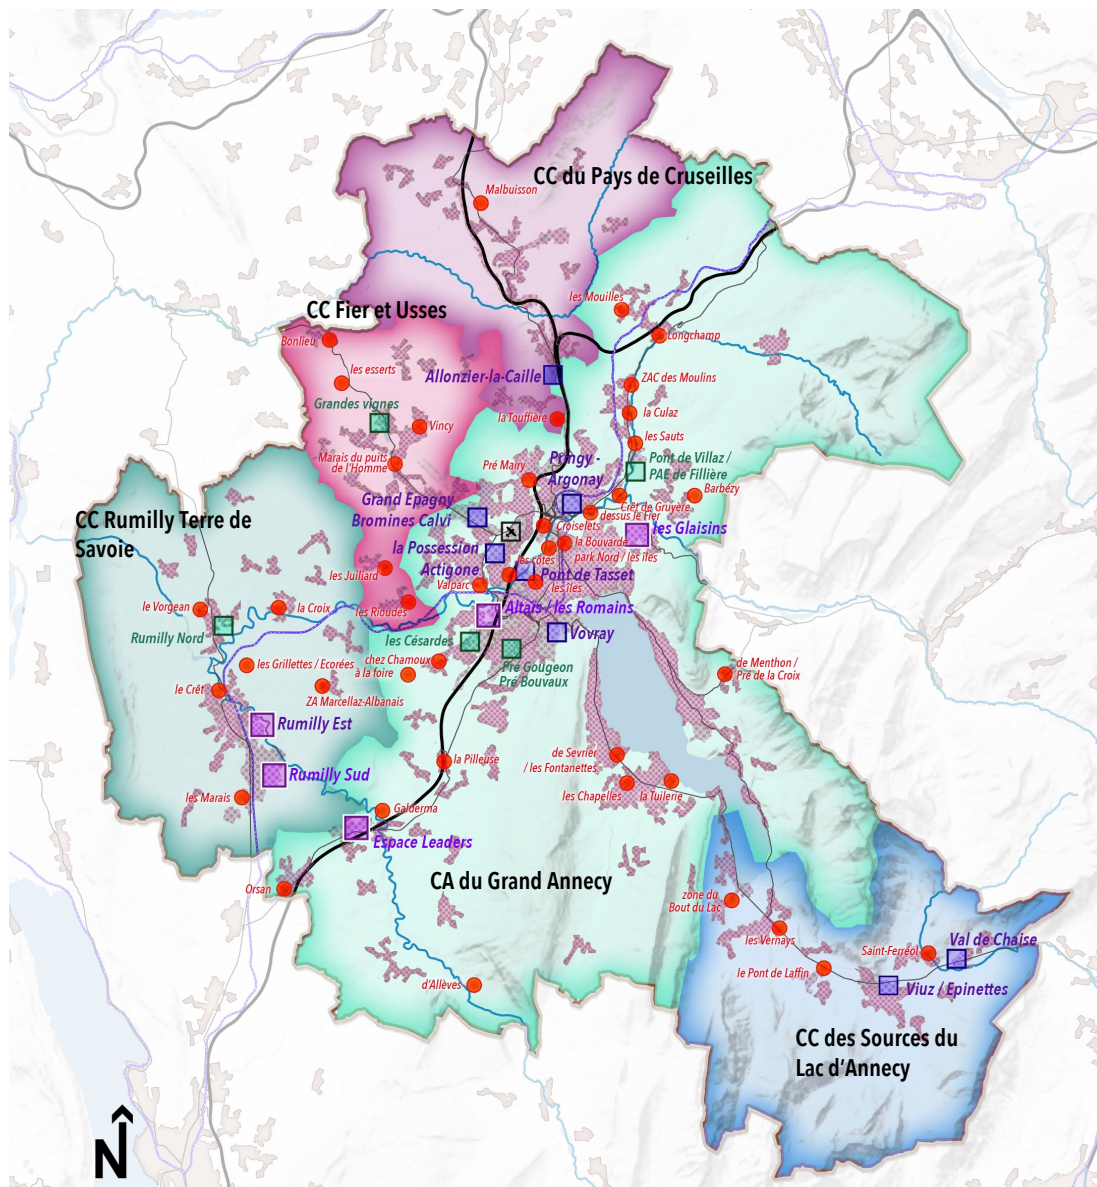 CC du Pays de Cruseilles
Malbuisson
les Mouilles
CC Fier et Usses
Bonlieu
Longchamp
les esserts
Allonzier-la-Caille
ZAC des Moulins
Grandes vignes
la Culaz
la Touffière
Vincy
les Sauts
Marais du puits
de l'Homme
Pré Mairy
Pringy -
Argonay
Pont de Villaz /
PAE de Fillière
Grand Epagny
Barbézy
Crêt de Gruyère
Bromines Calvi
dessus le Fier
CC Rumilly Terre de
Savoie
Croiselets
les Glaisins
la Possession
la Bouvarde
park Nord / les îles
les côtes
Actigone
Pont de Tasset
les Juiliard
Valparc
les îles
le Vorgean
la Croix
les Rioudes
Altaïs / les Romains
Rumilly Nord
les Césardes
Vovray
les Grillettes / Ecorées
chez Chamoux
à la foire
Pré Gougeon
Pré Bouvaux
de Menthon /
Pré de la Croix
le Crêt
ZA Marcellaz-Albanais
Rumilly Est
de Sevrier
/ les Fontanettes
la Pilleuse
Rumilly Sud
les Chapelles
la Tuilerie
les Marais
Galderma
Espace Leaders
Orsan
CA du Grand Annecy
zone du
Bout du Lac
les Vernays
Saint-Ferréol
Val de Chaise
le Pont de Laffin
d'Allèves
Viuz / Epinettes
CC des Sources du
Lac d'Annecy
N